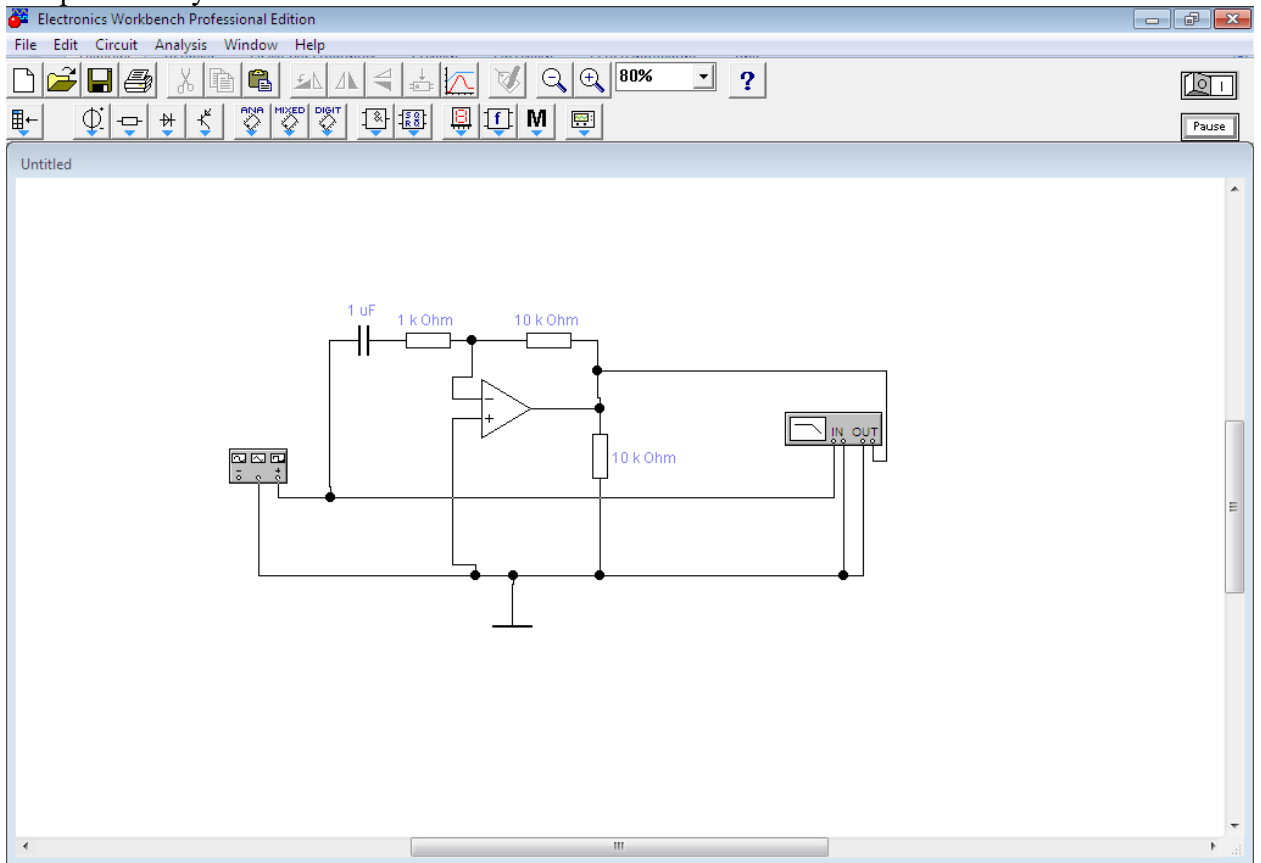 Electronics Workbench Professional Edition
File Edit Circuit Analysis Window Help
80%
?
ANA MIXED DIGIT
&
f
M
Pause
Untitled
1 uF
1 k Ohm
10 k Ohm
−
+
IN OUT
− +
10 k Ohm